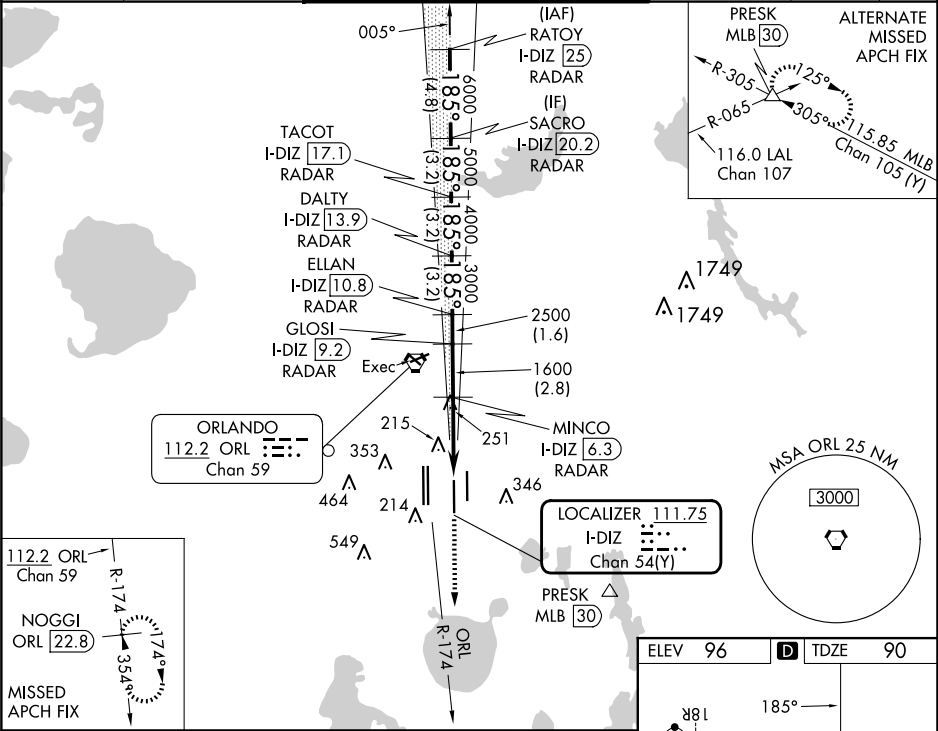 005°
(IAF)
RATOY
I-DIZ 25
RADAR
6000
185°
(4.8)
(IF)
SACRO
I-DIZ 20.2
RADAR
TACOT
I-DIZ 17.1
RADAR
5000
185°
(3.2)
DALTY
I-DIZ 13.9
RADAR
4000
185°
(3.2)
ELLAN
I-DIZ 10.8
RADAR
3000
185°
(3.2)
GLOSI
I-DIZ 9.2
RADAR
2500
(1.6)
1600
(2.8)
Exec
MINCO
I-DIZ 6.3
RADAR
251
215
353
464
214
549
346
1749
1749
ORLANDO
112.2 ORL
Chan 59
LOCALIZER 111.75
I-DIZ
Chan 54(Y)
PRESK
MLB 30
ORL
R-174
PRESK
MLB 30
ALTERNATE
MISSED
APCH FIX
R-305
125°
R-065
305°
115.85 MLB
Chan 105 (Y)
116.0 LAL
Chan 107
MSA ORL 25 NM
3000
112.2 ORL
Chan 59
R-174
NOGGI
ORL 22.8
174°
354°
MISSED
APCH FIX
ELEV 96
D
TDZE 90
18R
185°